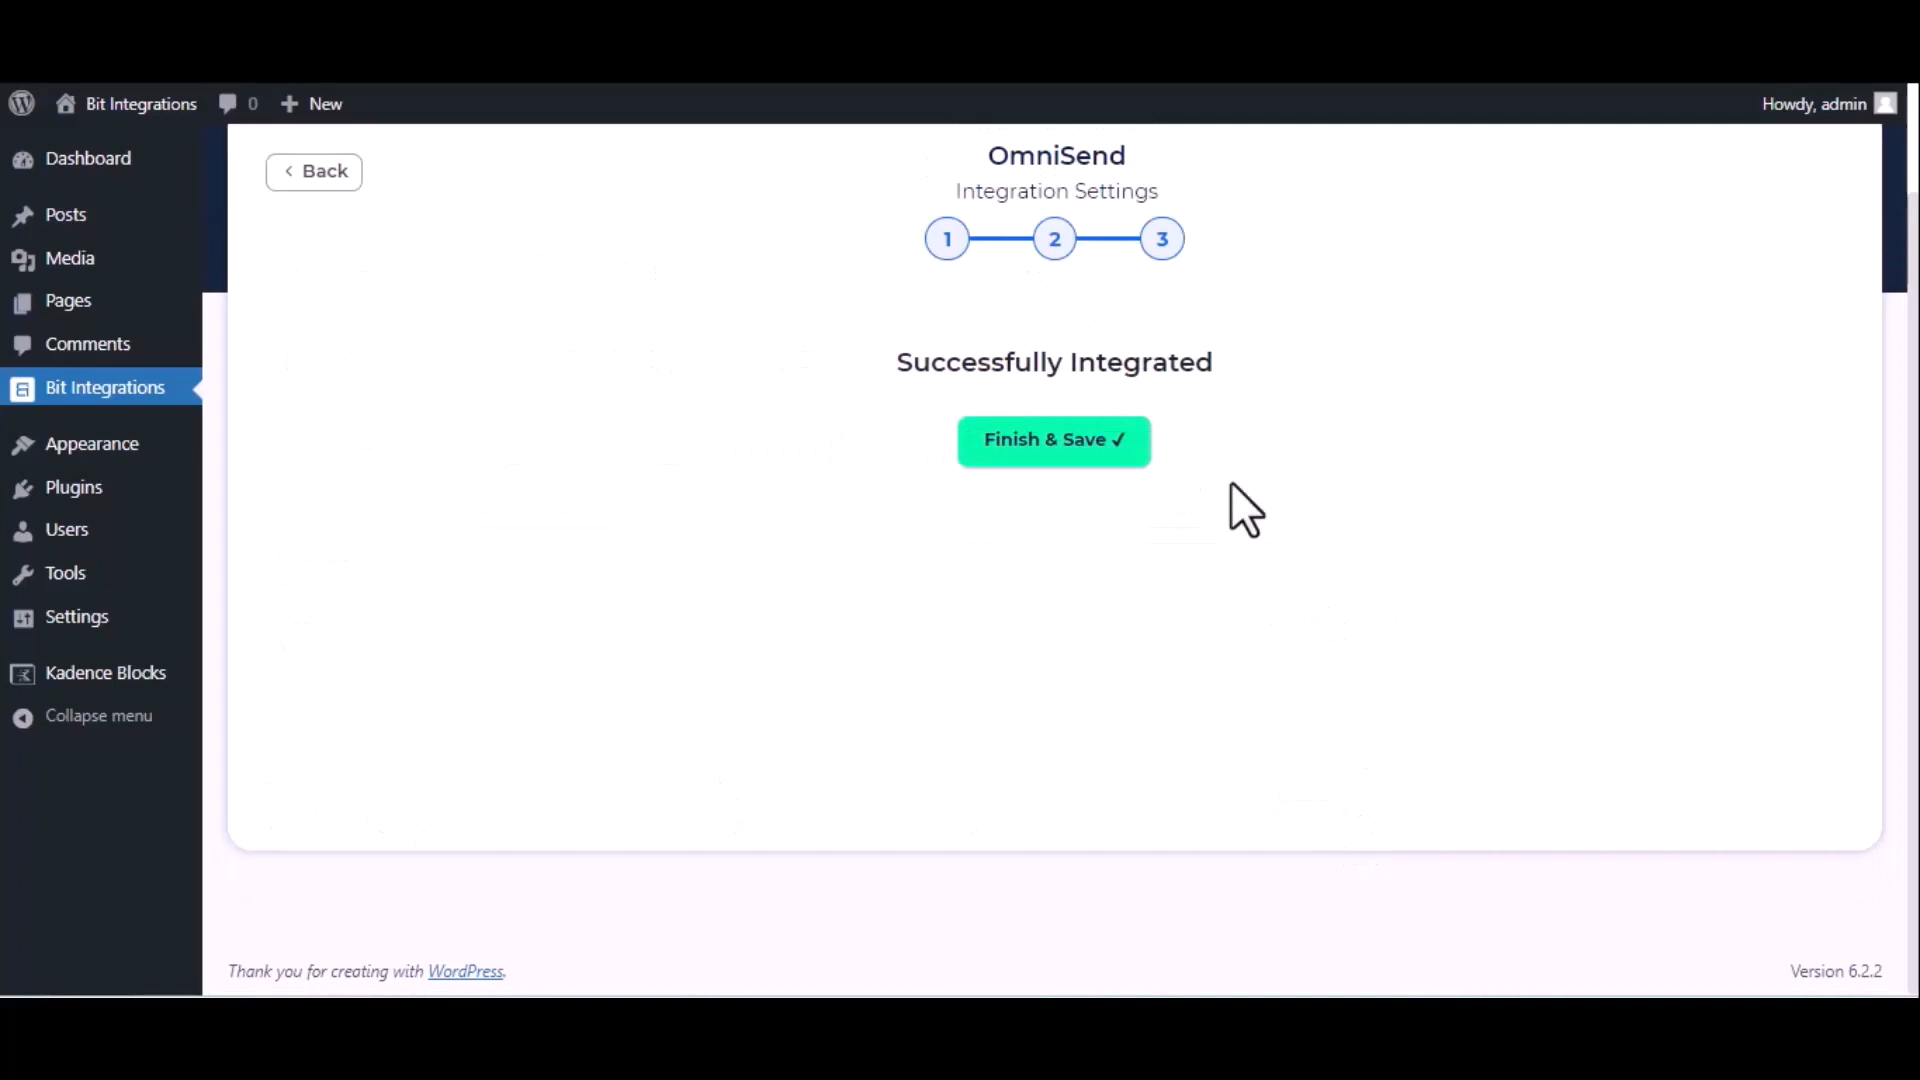 Bit Integrations 0 New Howdy, admin
Dashboard
Posts
Media
Pages
Comments
Bit Integrations
Appearance
Plugins
Users
Tools
Settings
Kadence Blocks
Collapse menu
Back
OmniSend
Integration Settings
1 2 3
Successfully Integrated
Finish & Save ✓
Thank you for creating with WordPress.
Version 6.2.2